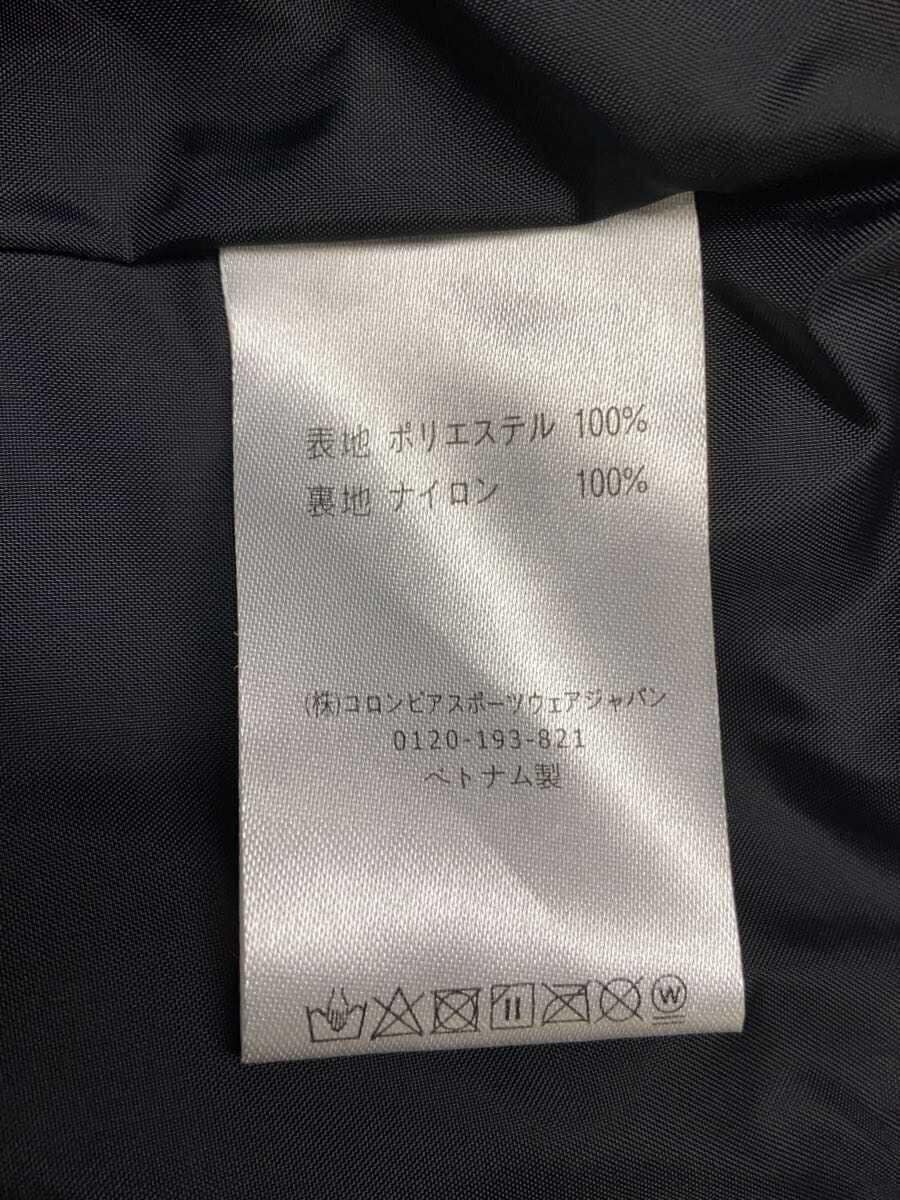 表地 ポリエステル 100%
裏地 ナイロン 100%
(株)コロンビアスポーツウェアジャパン
0120-193-821
ベトナム製
W